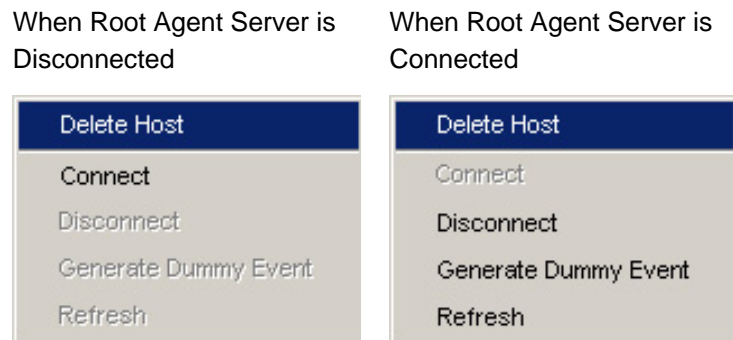 When Root Agent Server is
Disconnected
Delete Host
Connect
Disconnect
Generate Dummy Event
Refresh
When Root Agent Server is
Connected
Delete Host
Connect
Disconnect
Generate Dummy Event
Refresh